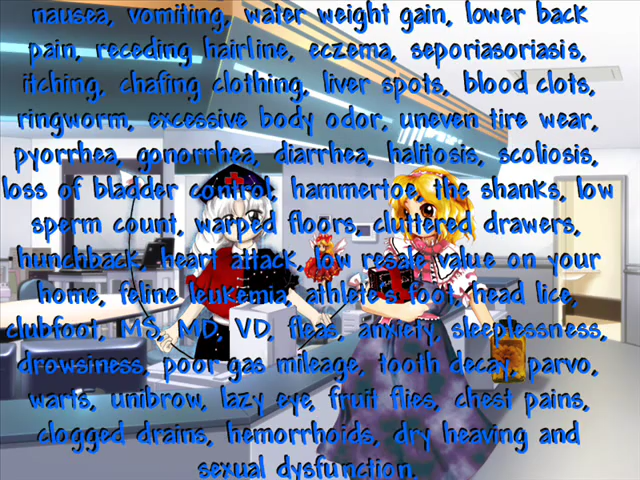 nausea, vomiting, water weight gain, lower back
pain, receding hairline, eczema, seporiasoriasis,
itching, chafing clothing, liver spots, blood clots,
ringworm, excessive body odor, uneven tire wear,
pyorrhea, gonorrhea, diarrhea, halitosis, scoliosis,
loss of bladder control, hammertoe, the shanks, low
sperm count, warped floors, cluttered drawers,
hunchback, heart attack, low resale value on your
home, feline leukemia, athlete's foot, head lice,
clubfoot, MS, MD, VD, fleas, anxiety, sleeplessness,
drowsiness, poor gas mileage, tooth decay, parvo,
warts, unibrow, lazy eye, fruit flies, chest pains,
clogged drains, hemorrhoids, dry heaving and
sexual dysfunction.